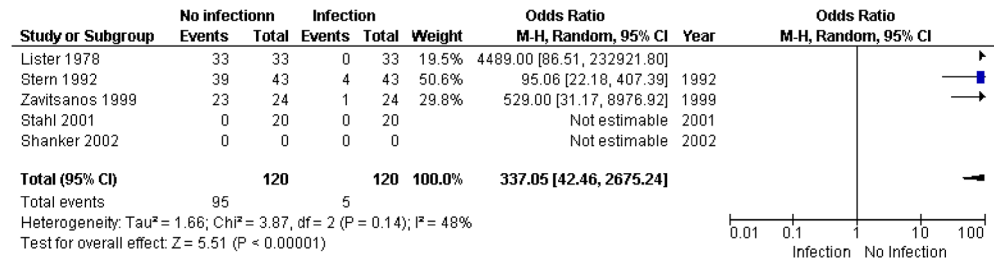 No infectionn Infection Odds Ratio Odds Ratio
Study or Subgroup Events Total Events Total Weight M-H, Random, 95% CI Year M-H, Random, 95% CI
Lister 1978 33 33 0 33 19.5% 4489.00 [86.51, 232921.80]
Stern 1992 39 43 4 43 50.6% 95.06 [22.18, 407.39] 1992
Zavitsanos 1999 23 24 1 24 29.8% 529.00 [31.17, 8976.92] 1999
Stahl 2001 0 20 0 20 Not estimable 2001
Shanker 2002 0 0 0 0 Not estimable 2002
Total (95% CI) 120 120 100.0% 337.05 [42.46, 2675.24]
Total events 95 5
Heterogeneity: Tau² = 1.66; Chi² = 3.87, df = 2 (P = 0.14); I² = 48%
Test for overall effect: Z = 5.51 (P < 0.00001)
0.01 0.1 1 10 100
Infection No Infection